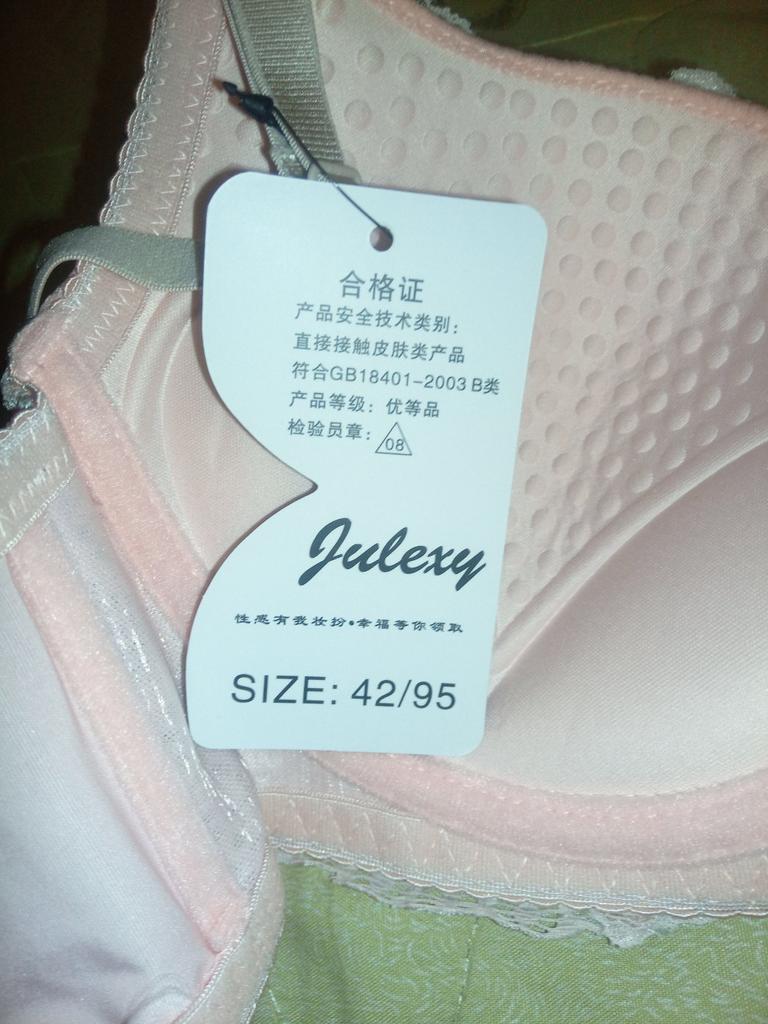 合格证
产品安全技术类别:
直接接触皮肤类产品
符合GB18401-2003 B类
产品等级: 优等品
检验员章: 08
Julexy
性感有我妆扮•幸福等你领取
SIZE: 42/95